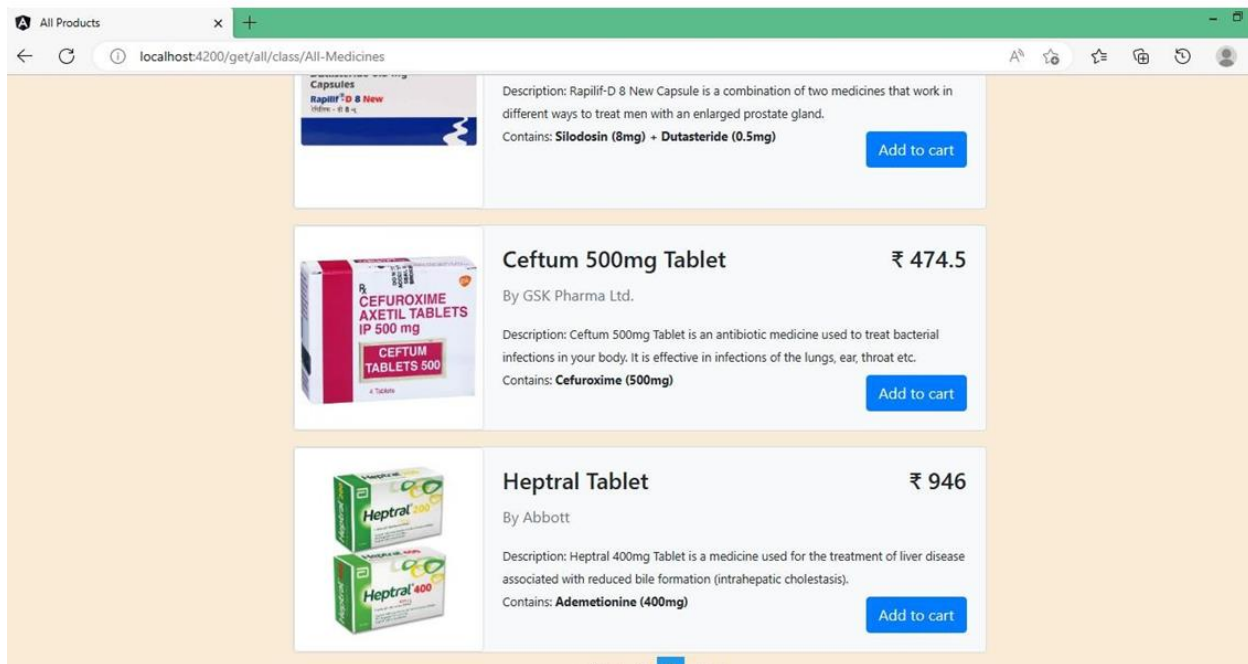 All Products
localhost:4200/get/all/class/All-Medicines
Capsules
Rapilif D 8 New
Description: Rapilif-D 8 New Capsule is a combination of two medicines that work in
different ways to treat men with an enlarged prostate gland.
Contains: Silodosin (8mg) + Dutasteride (0.5mg)
Add to cart
Ceftum 500mg Tablet
₹ 474.5
By GSK Pharma Ltd.
Description: Ceftum 500mg Tablet is an antibiotic medicine used to treat bacterial
infections in your body. It is effective in infections of the lungs, ear, throat etc.
Contains: Cefuroxime (500mg)
Add to cart
CEFUROXIME
AXETIL TABLETS
IP 500 mg
CEFTUM
TABLETS 500
4 Tablets
Heptral Tablet
₹ 946
By Abbott
Description: Heptral 400mg Tablet is a medicine used for the treatment of liver disease
associated with reduced bile formation (intrahepatic cholestasis).
Contains: Ademetionine (400mg)
Add to cart
Heptral 200
Heptral 400